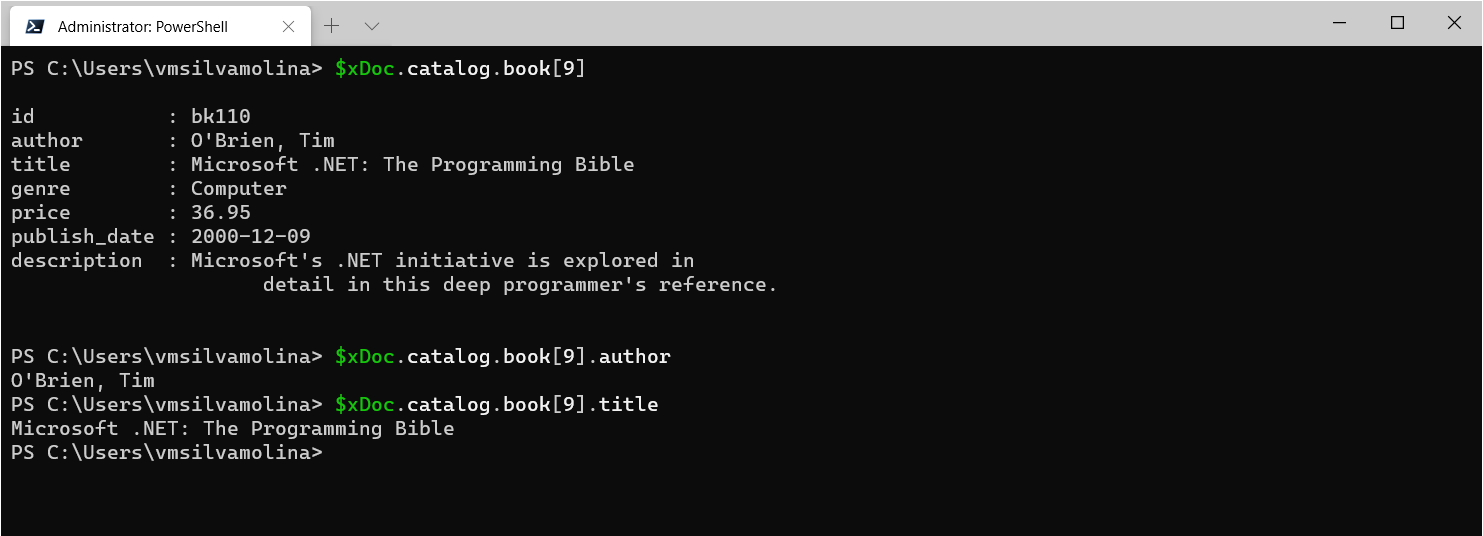 Administrator: PowerShell
PS C:\Users\vmsilvamolina> $xDoc.catalog.book[9]
id           : bk110
author       : O'Brien, Tim
title        : Microsoft .NET: The Programming Bible
genre        : Computer
price        : 36.95
publish_date : 2000-12-09
description  : Microsoft's .NET initiative is explored in
                     detail in this deep programmer's reference.
PS C:\Users\vmsilvamolina> $xDoc.catalog.book[9].author
O'Brien, Tim
PS C:\Users\vmsilvamolina> $xDoc.catalog.book[9].title
Microsoft .NET: The Programming Bible
PS C:\Users\vmsilvamolina>